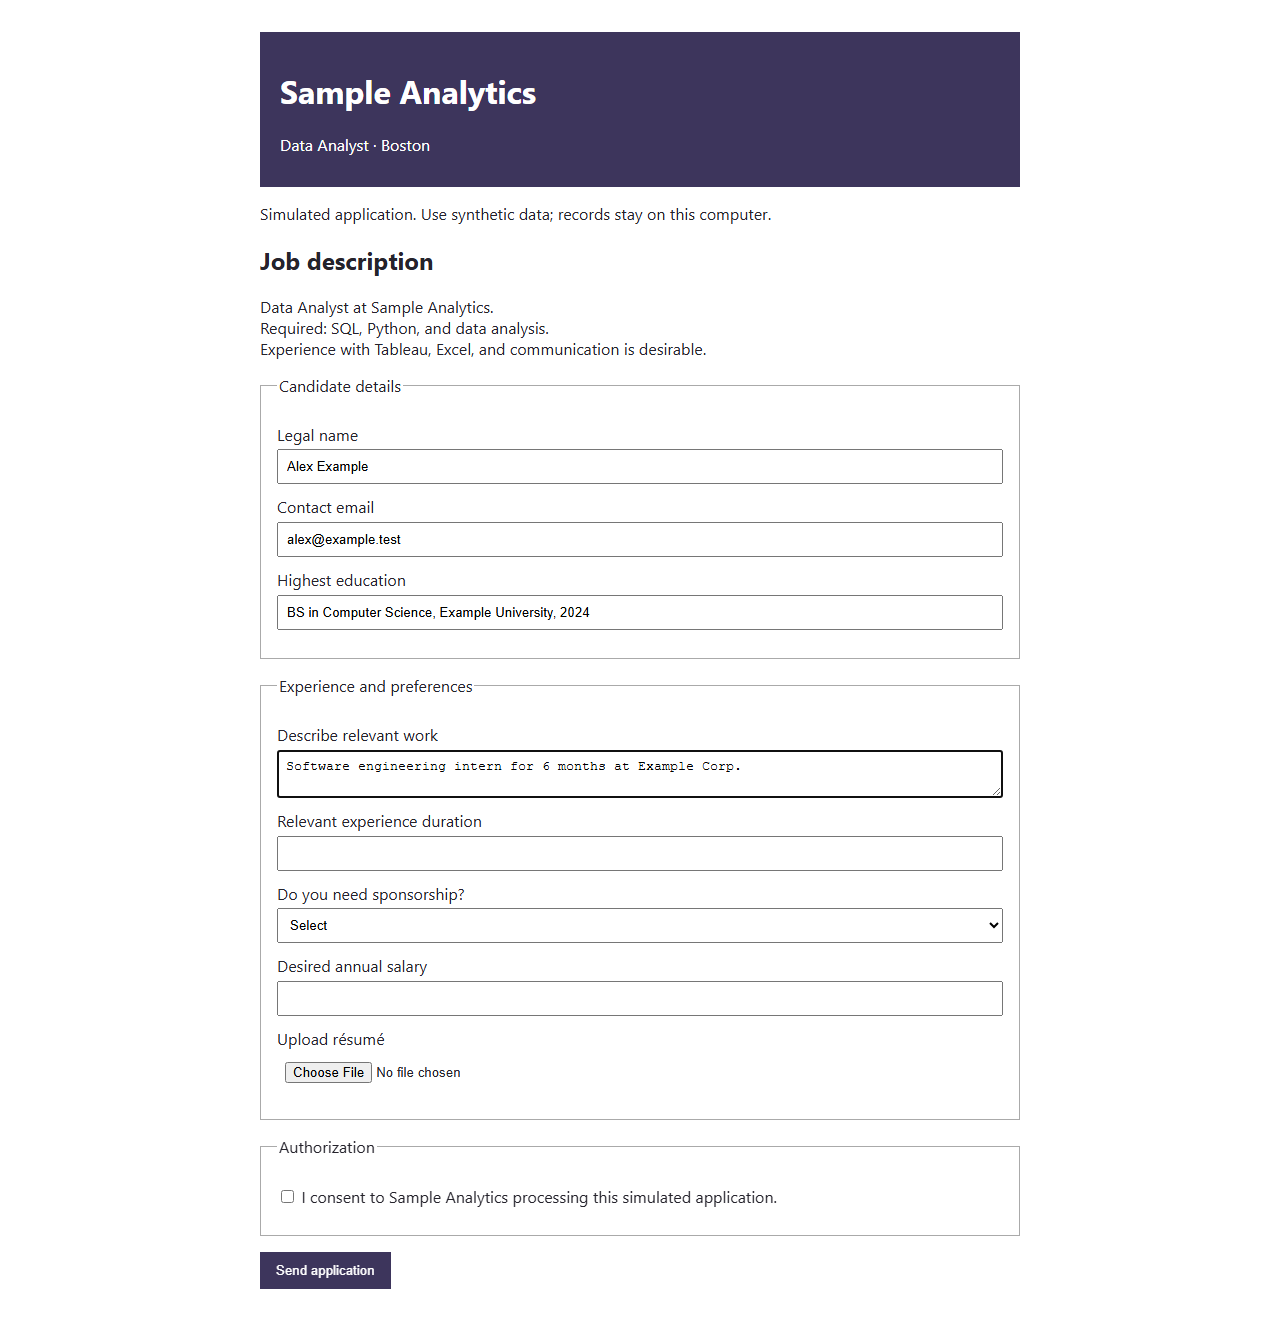 Sample Analytics
Data Analyst · Boston
Simulated application. Use synthetic data; records stay on this computer.
Job description
Data Analyst at Sample Analytics.
Required: SQL, Python, and data analysis.
Experience with Tableau, Excel, and communication is desirable.
Candidate details
Legal name
Alex Example
Contact email
alex@example.test
Highest education
BS in Computer Science, Example University, 2024
Experience and preferences
Describe relevant work
Software engineering intern for 6 months at Example Corp.
Relevant experience duration
Do you need sponsorship?
Select
Desired annual salary
Upload résumé
Choose File No file chosen
Authorization
I consent to Sample Analytics processing this simulated application.
Send application